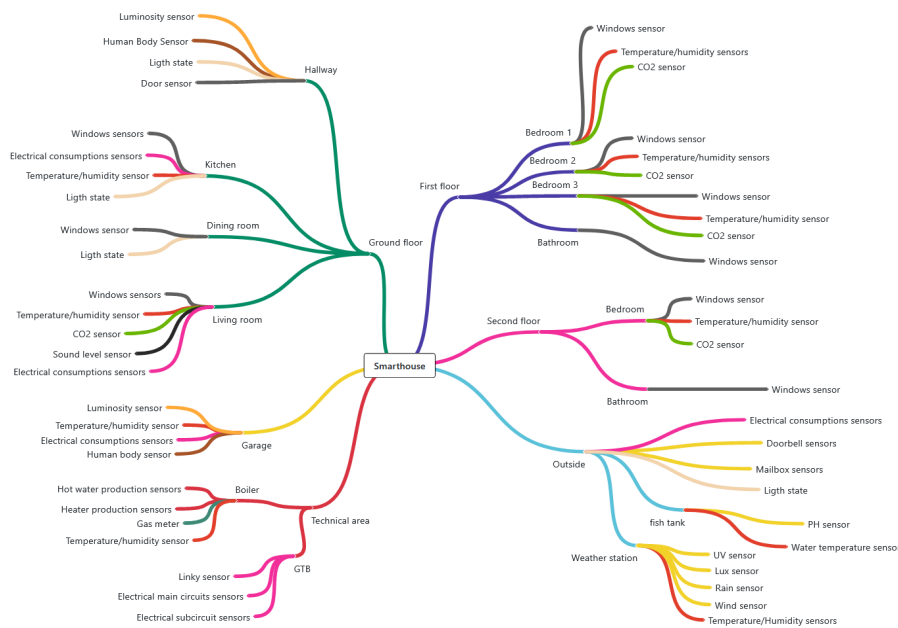 Luminosity sensor
Human Body Sensor
Ligth state
Door sensor
Hallway
Windows sensors
Electrical consumptions sensors
Temperature/humidity sensor
Ligth state
Kitchen
Windows sensor
Ligth state
Dining room
Ground floor
Windows sensors
Temperature/humidity sensor
CO2 sensor
Sound level sensor
Electrical consumptions sensors
Living room
Smarthouse
Luminosity sensor
Temperature/humidity sensor
Electrical consumptions sensors
Human body sensor
Garage
Hot water production sensors
Heater production sensors
Gas meter
Temperature/humidity sensor
Boiler
Technical area
Linky sensor
Electrical main circuits sensors
Electrical subcircuit sensors
GTB
First floor
Bedroom 1
Windows sensor
Temperature/humidity sensors
CO2 sensor
Bedroom 2
Windows sensor
Temperature/humidity sensors
CO2 sensor
Bedroom 3
Windows sensor
Temperature/humidity sensor
CO2 sensor
Bathroom
Windows sensor
Second floor
Bedroom
Windows sensor
Temperature/humidity sensor
CO2 sensor
Bathroom
Windows sensor
Outside
Electrical consumptions sensors
Doorbell sensors
Mailbox sensors
Ligth state
fish tank
PH sensor
Water temperature senso
Weather station
UV sensor
Lux sensor
Rain sensor
Wind sensor
Temperature/Humidity sensors